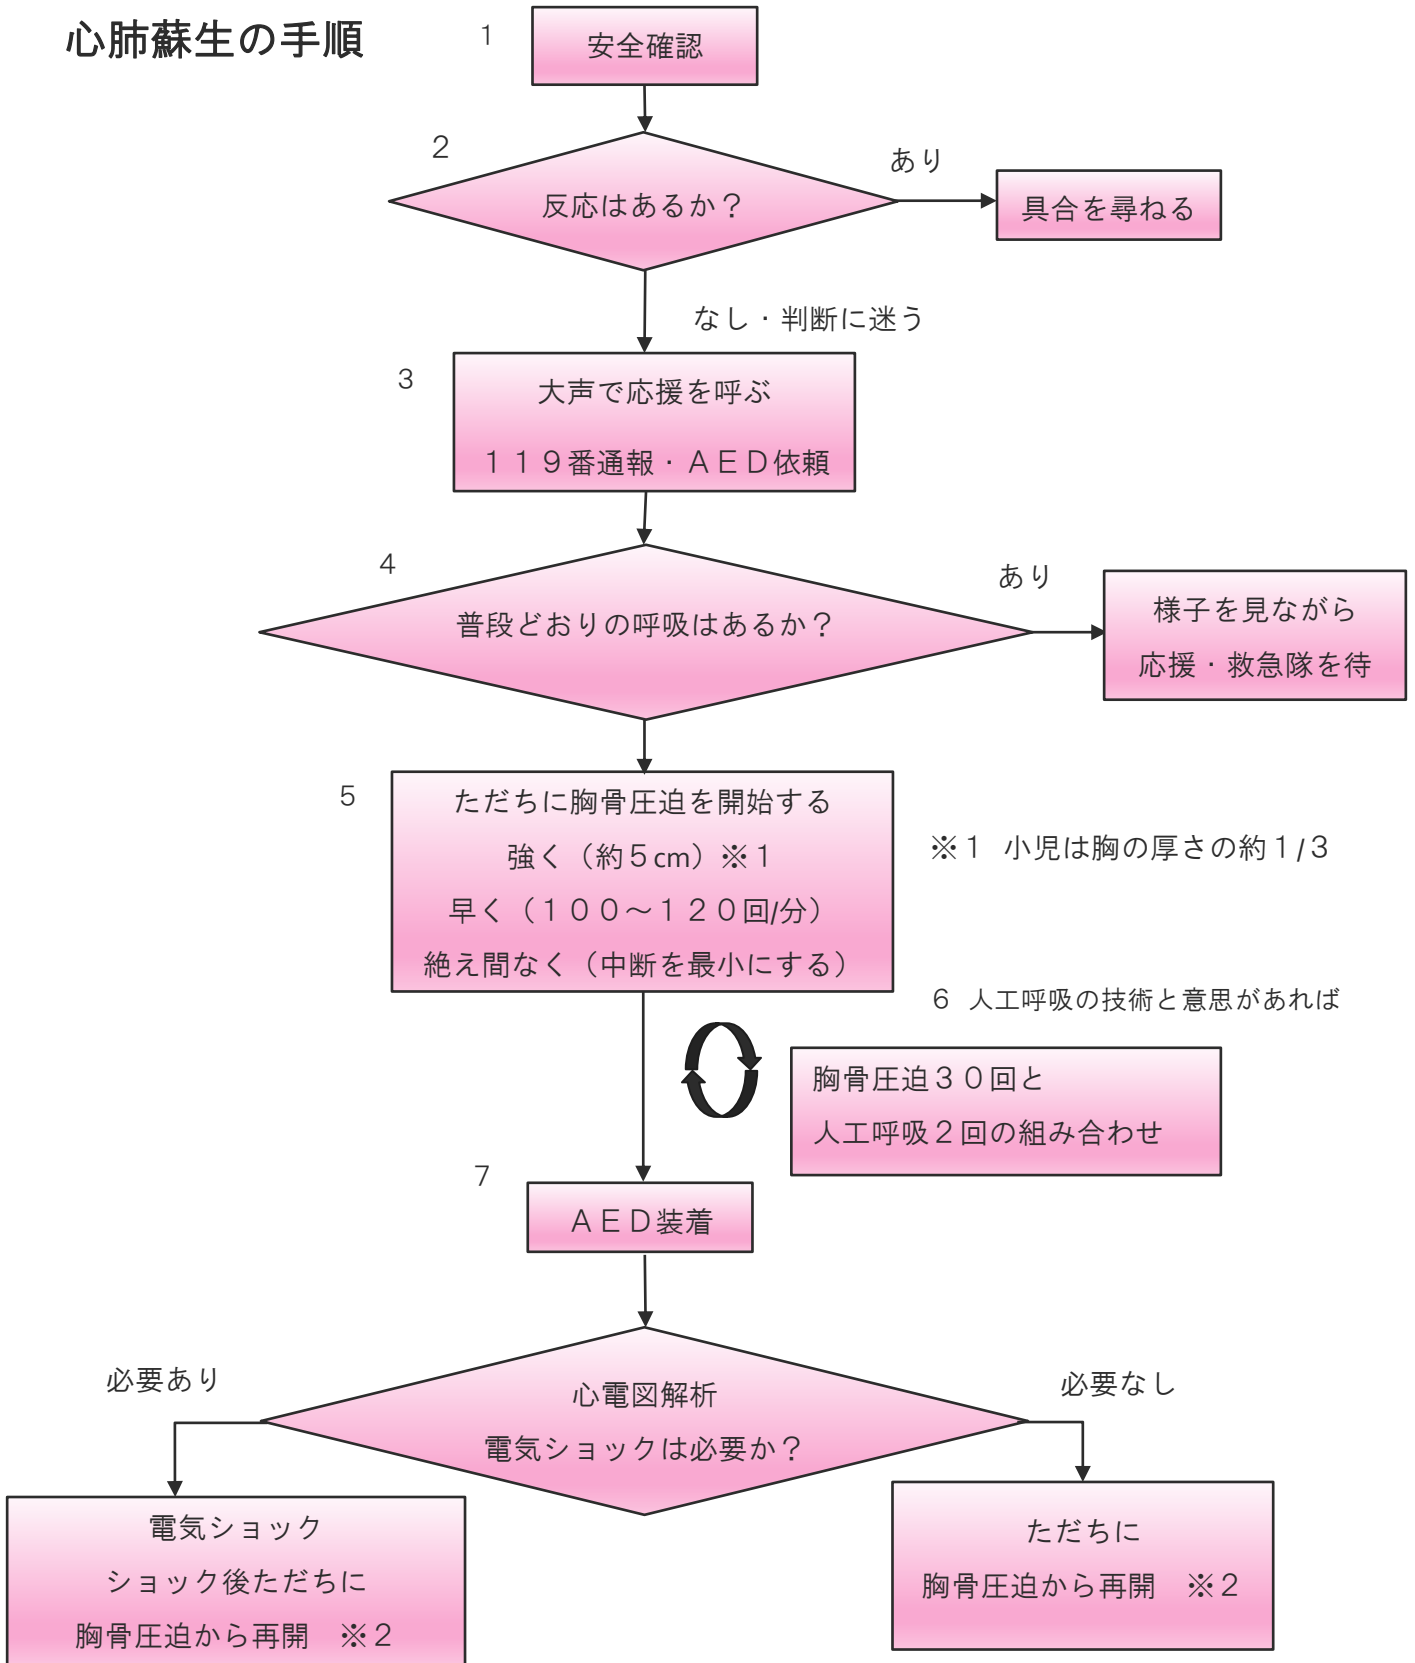 心肺蘇生の手順
1
安全確認
2
反応はあるか？
あり
具合を尋ねる
なし・判断に迷う
3
大声で応援を呼ぶ
１１９番通報・ＡＥＤ依頼
4
普段どおりの呼吸はあるか？
あり
様子を見ながら
応援・救急隊を待
5
ただちに胸骨圧迫を開始する
強く（約５cm）※１
早く（１００～１２０回/分）
絶え間なく（中断を最小にする）
※１ 小児は胸の厚さの約１/３
６ 人工呼吸の技術と意思があれば
胸骨圧迫３０回と
人工呼吸２回の組み合わせ
7
ＡＥＤ装着
心電図解析
電気ショックは必要か？
必要あり
必要なし
電気ショック
ショック後ただちに
胸骨圧迫から再開　※２
ただちに
胸骨圧迫から再開　※２